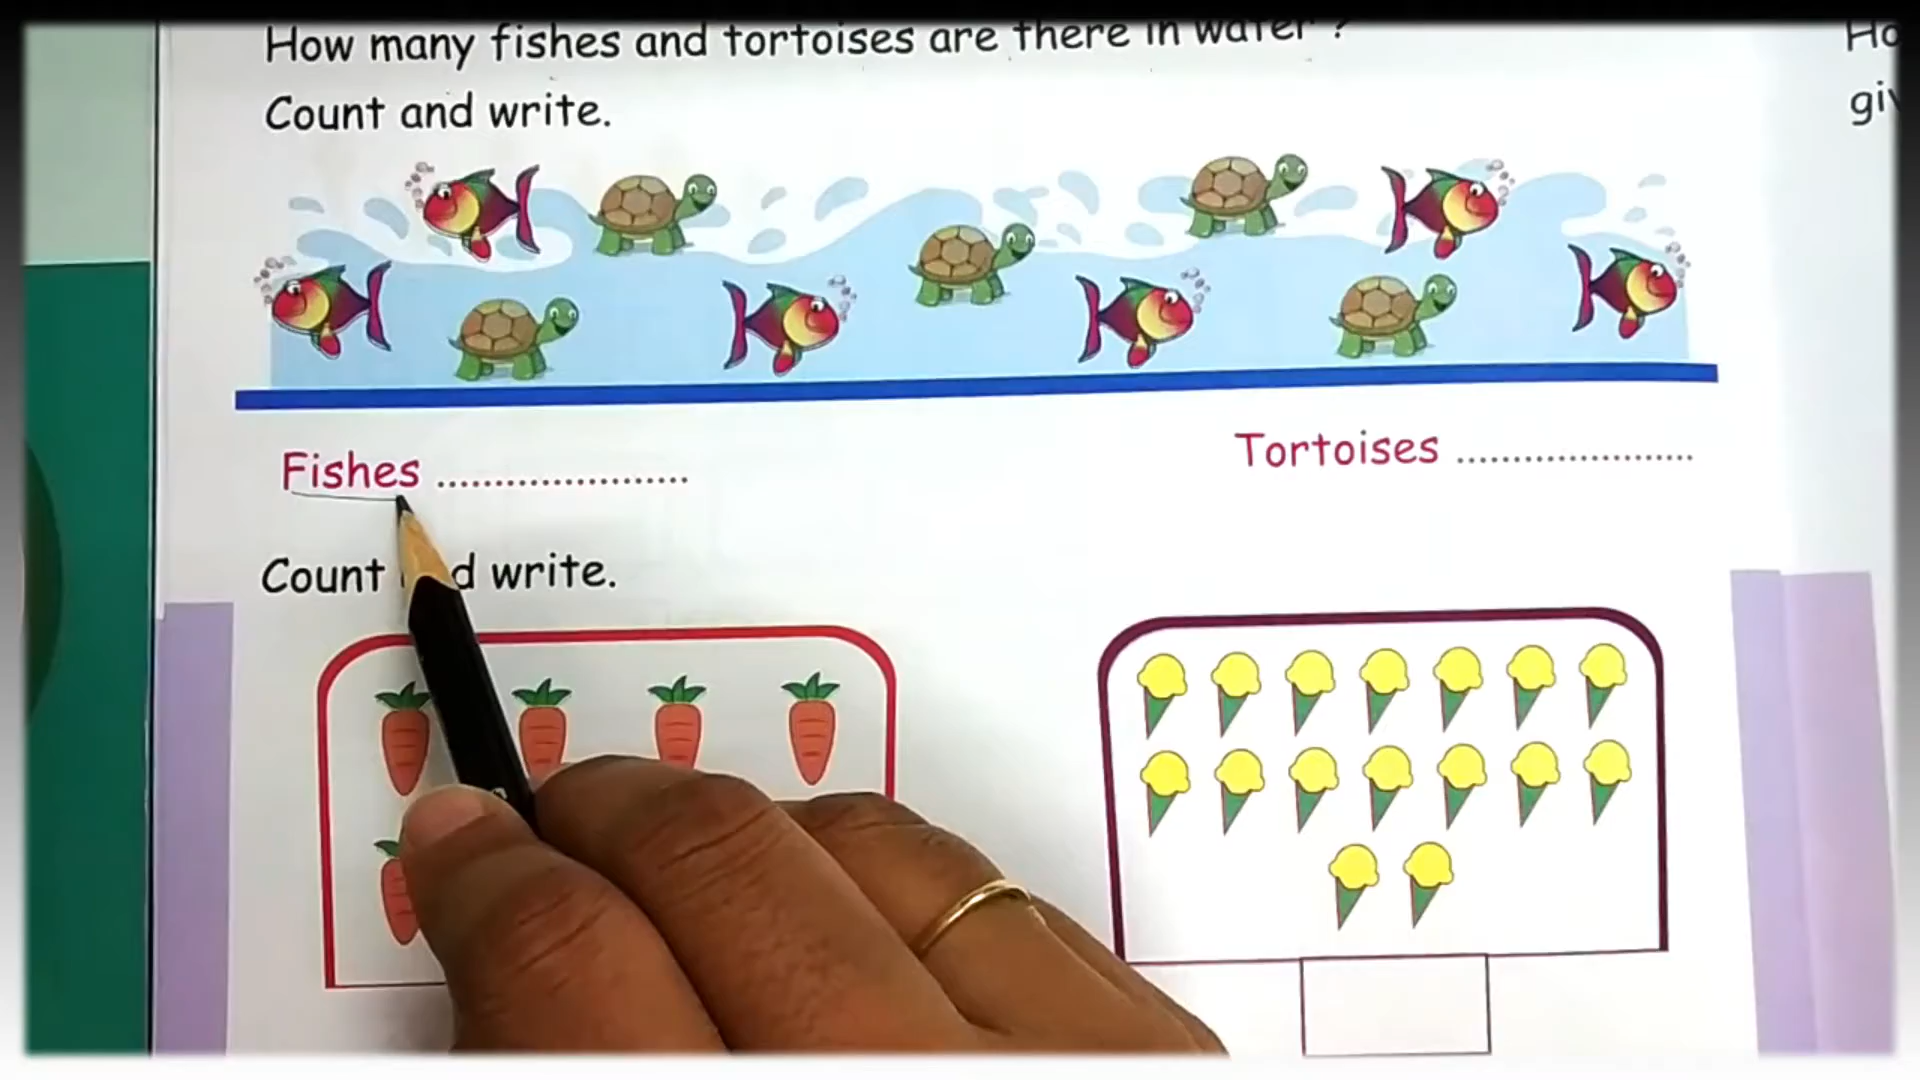 How many fishes and tortoises are there in water ?
Count and write.
Fishes ......................
Tortoises .....................
Count write.